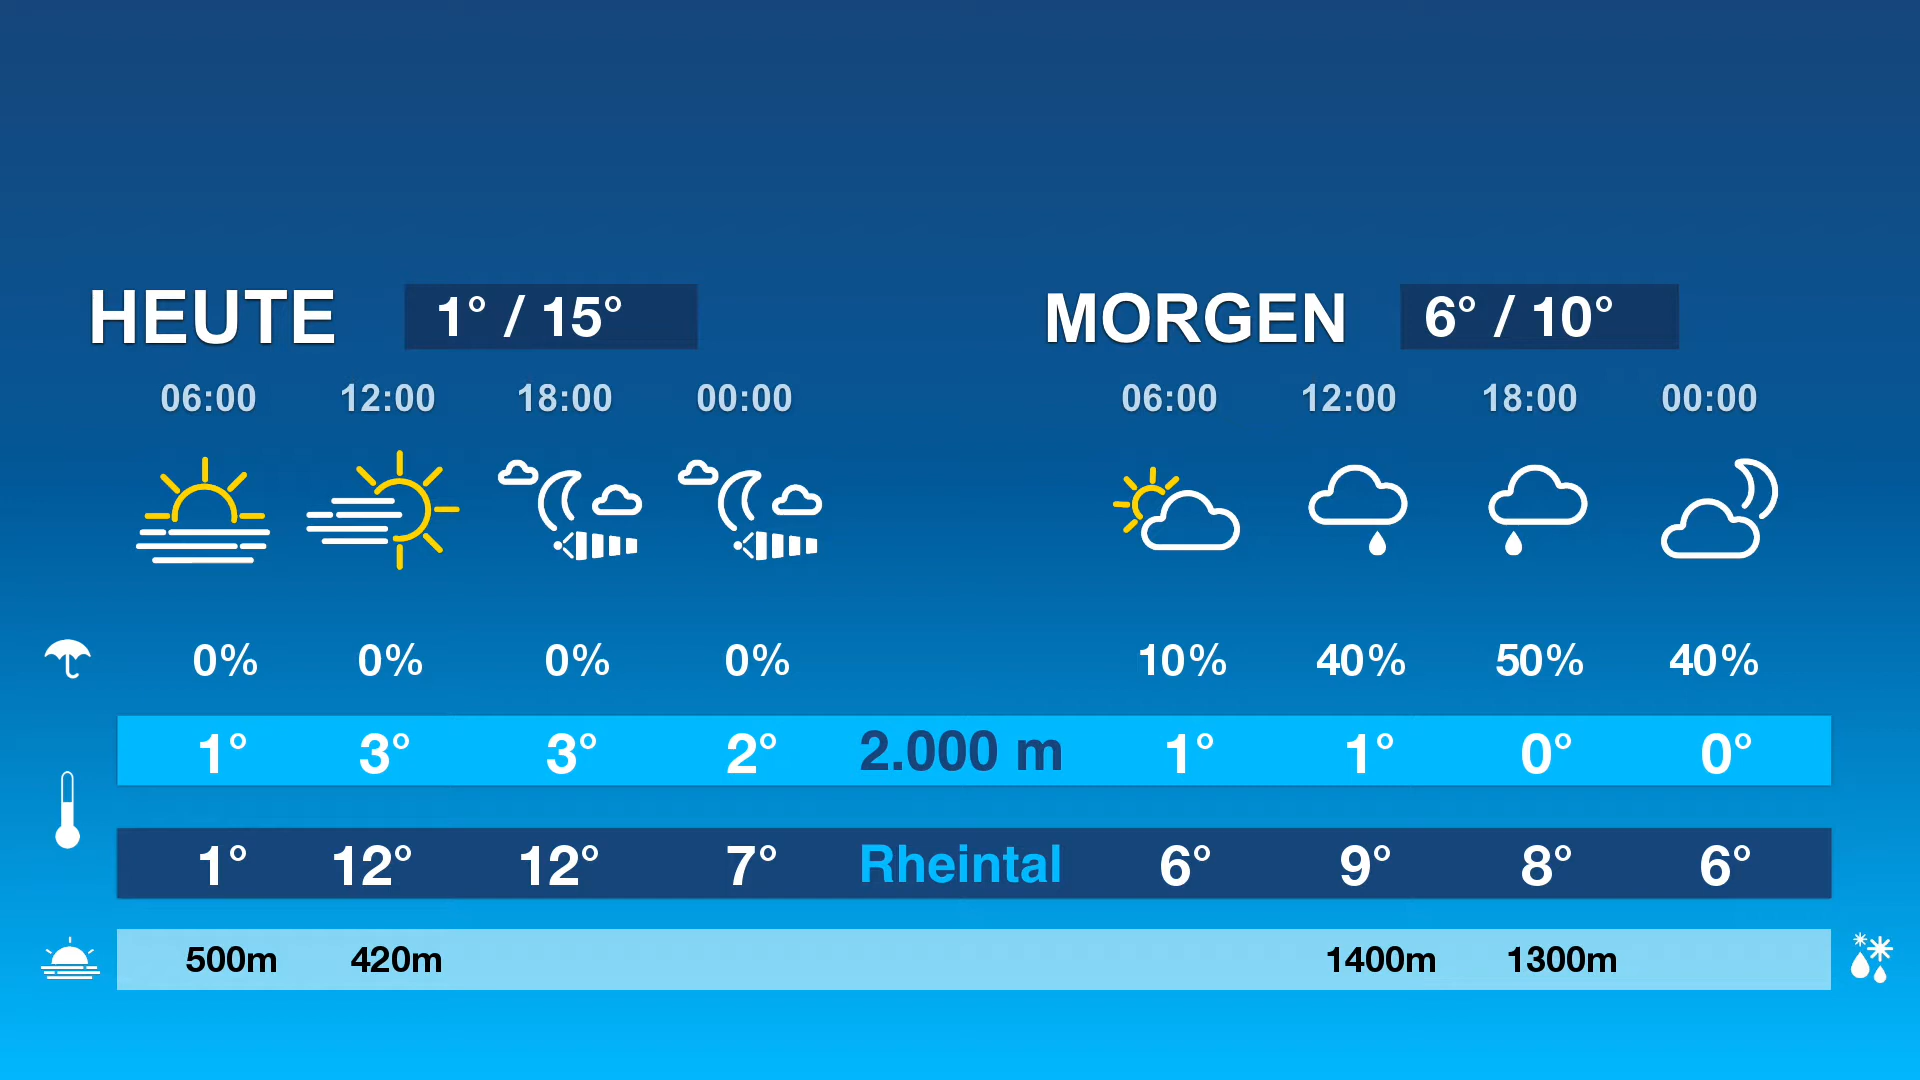 HEUTE 1° / 15° MORGEN 6° / 10°
06:00 12:00 18:00 00:00 06:00 12:00 18:00 00:00
0% 0% 0% 0% 10% 40% 50% 40%
1° 3° 3° 2° 2.000 m 1° 1° 0° 0°
1° 12° 12° 7° Rheintal 6° 9° 8° 6°
500m 420m 1400m 1300m